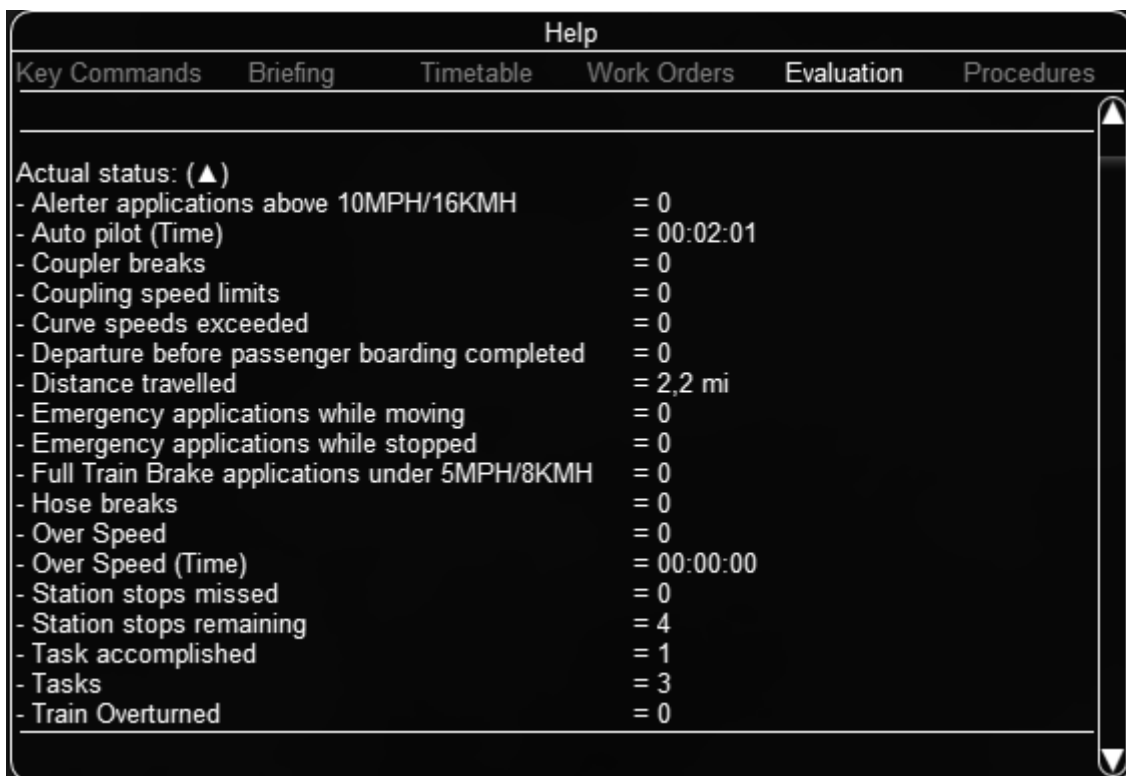 Help
Key Commands Briefing Timetable Work Orders Evaluation Procedures
Actual status: (▲)
- Alerter applications above 10MPH/16KMH = 0
- Auto pilot (Time) = 00:02:01
- Coupler breaks = 0
- Coupling speed limits = 0
- Curve speeds exceeded = 0
- Departure before passenger boarding completed = 0
- Distance travelled = 2,2 mi
- Emergency applications while moving = 0
- Emergency applications while stopped = 0
- Full Train Brake applications under 5MPH/8KMH = 0
- Hose breaks = 0
- Over Speed = 0
- Over Speed (Time) = 00:00:00
- Station stops missed = 0
- Station stops remaining = 4
- Task accomplished = 1
- Tasks = 3
- Train Overturned = 0